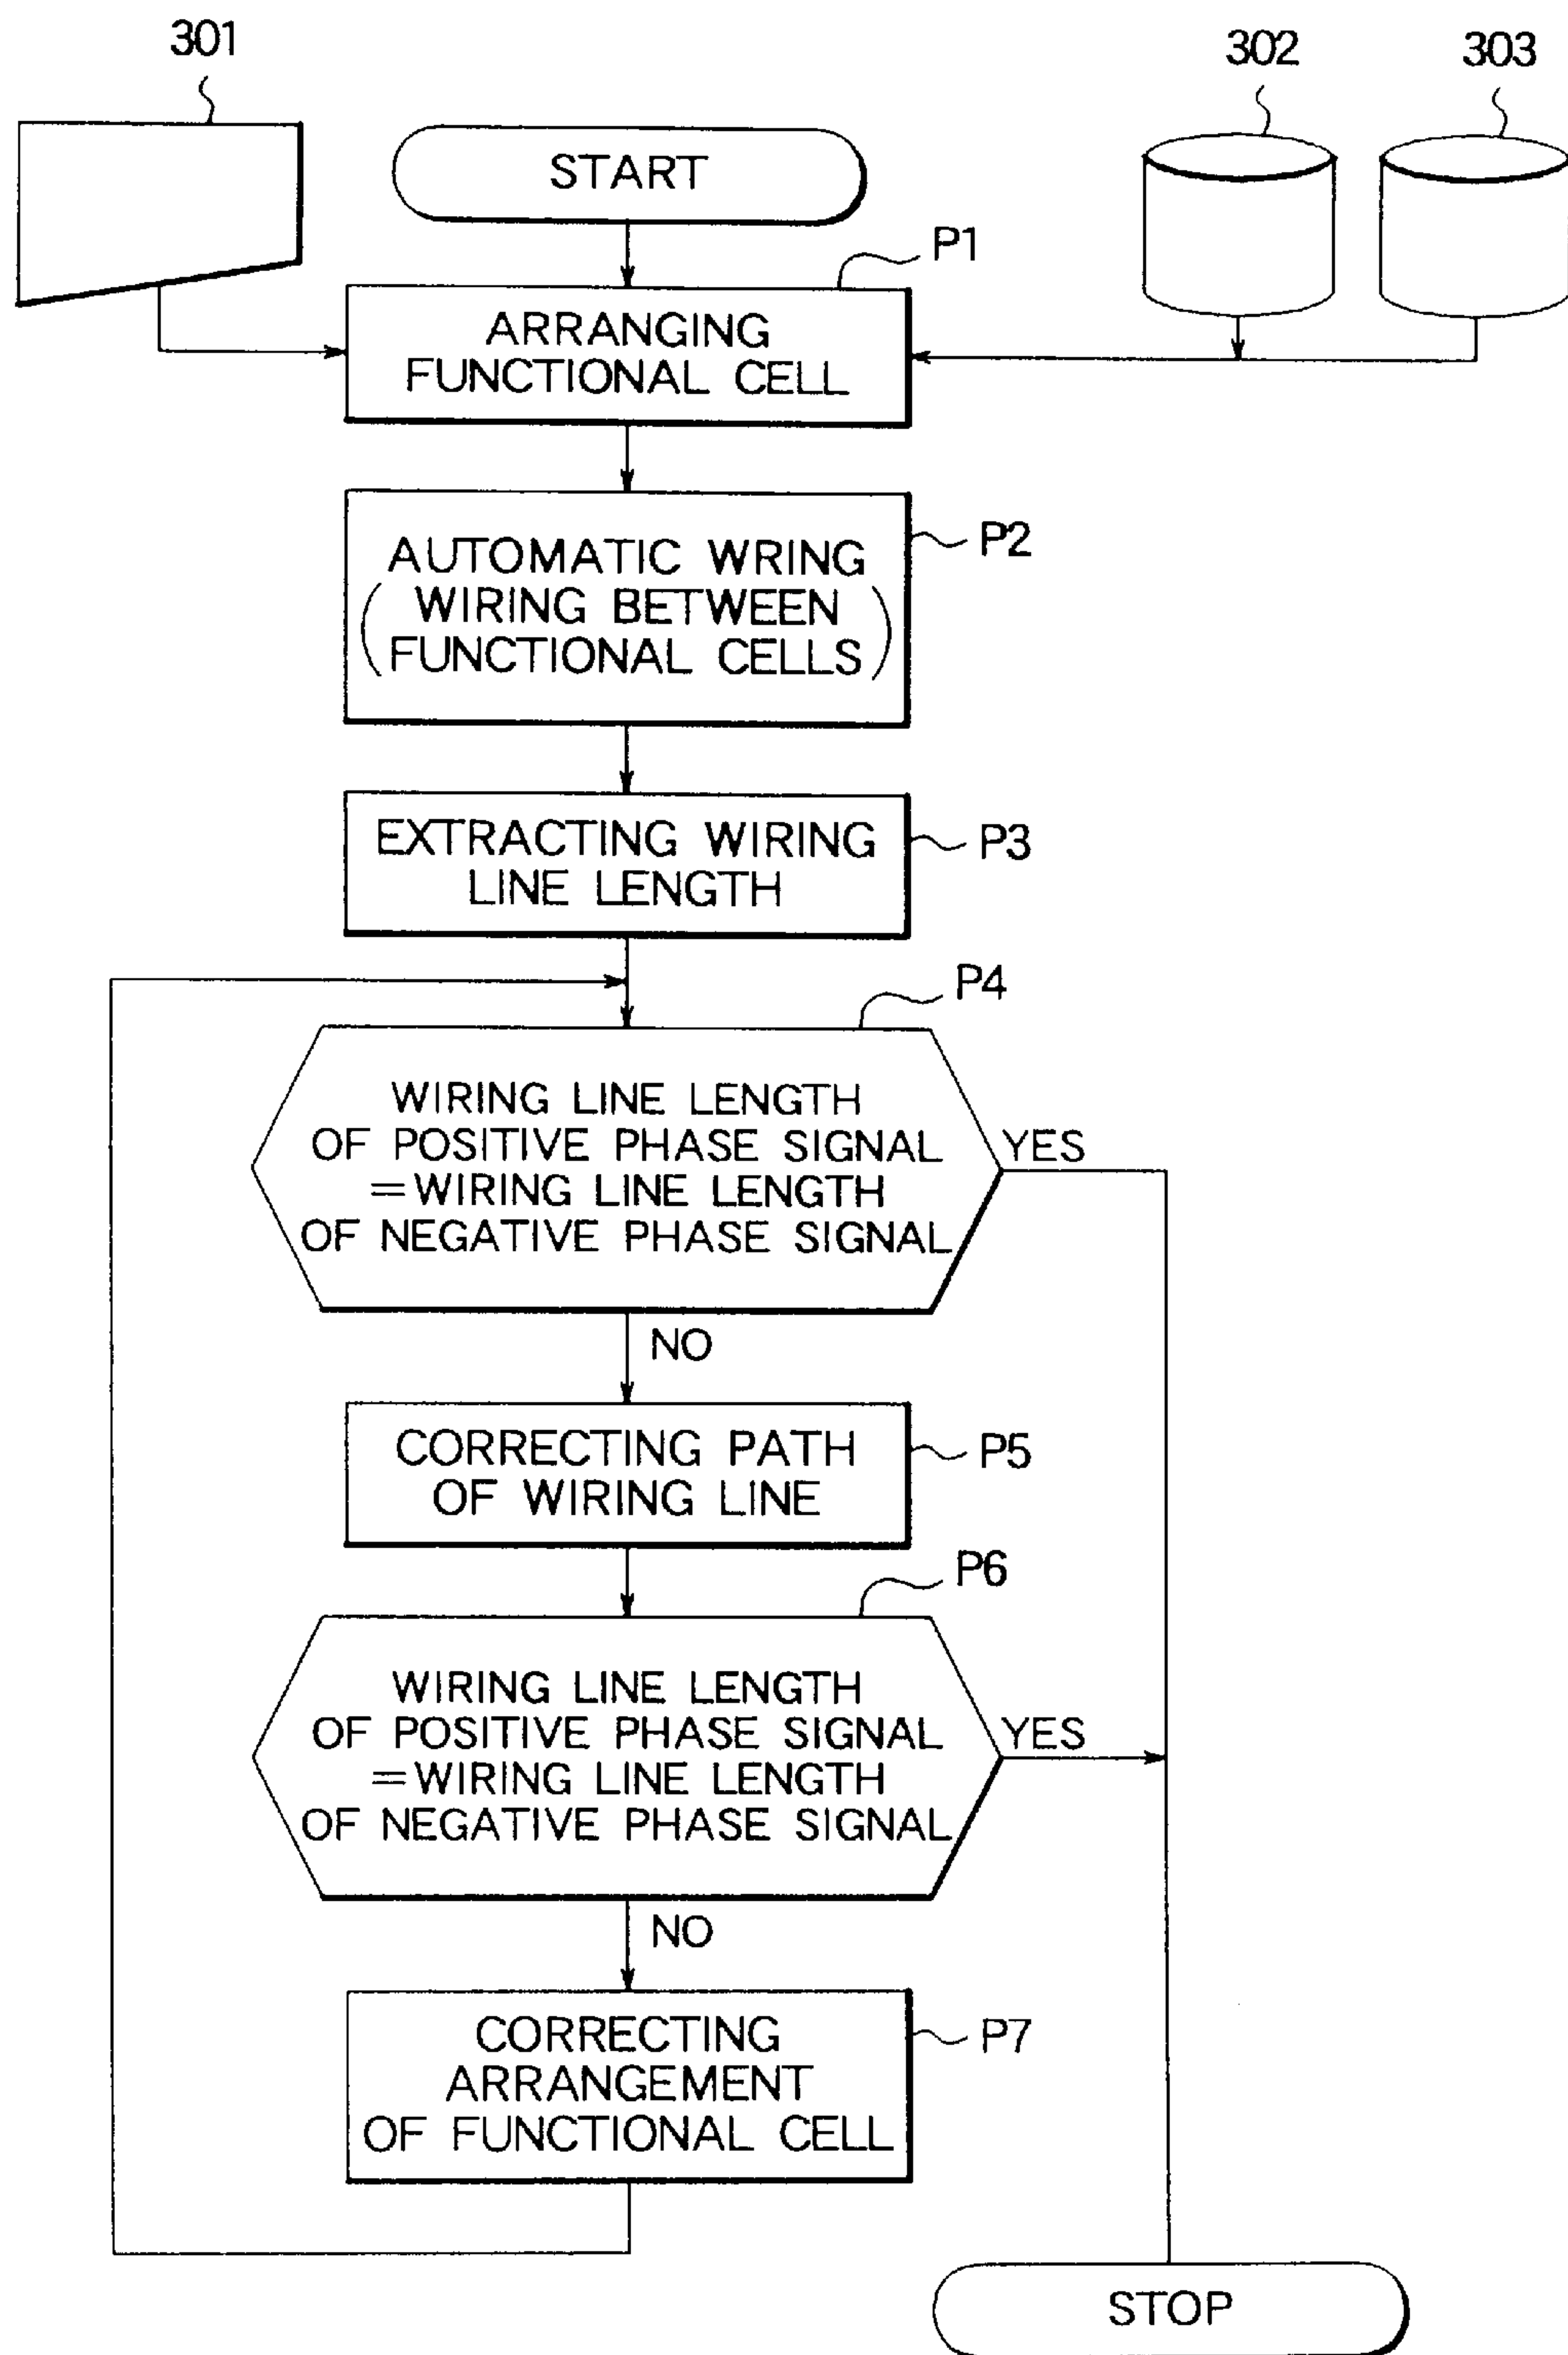 301
302
303
START
P1
ARRANGING
FUNCTIONAL CELL
P2
AUTOMATIC WRING
(WIRING BETWEEN
FUNCTIONAL CELLS)
P3
EXTRACTING WIRING
LINE LENGTH
P4
WIRING LINE LENGTH
OF POSITIVE PHASE SIGNAL
=WIRING LINE LENGTH
OF NEGATIVE PHASE SIGNAL
YES
NO
CORRECTING PATH
OF WIRING LINE
P5
P6
WIRING LINE LENGTH
OF POSITIVE PHASE SIGNAL
=WIRING LINE LENGTH
OF NEGATIVE PHASE SIGNAL
YES
NO
CORRECTING
ARRANGEMENT
OF FUNCTIONAL CELL
P7
STOP